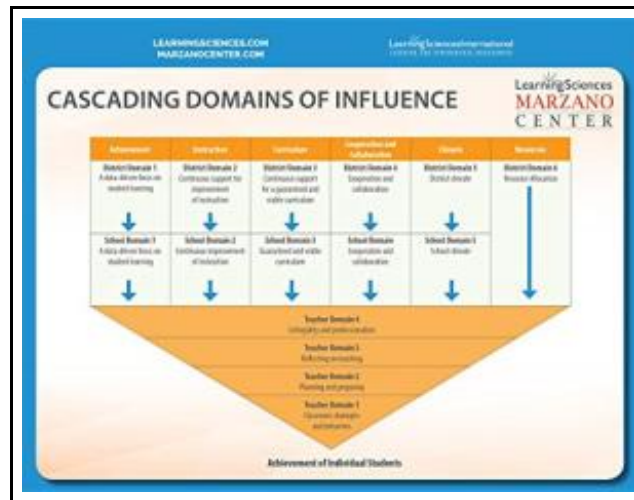 LEARNINGSCIENCES.COM
MARZANOCENTER.COM
LearningSciencesInternational
CASCADING DOMAINS OF INFLUENCE
LearningSciences
MARZANO
CENTER
Achievement
Instruction
Curriculum
Cooperation and
Collaboration
Climate
Resources
District Domain 1
A data-driven focus on
student learning
District Domain 2
Continuous support for
improvement
of instruction
District Domain 3
Continuous support
for a guaranteed and
viable curriculum
District Domain 4
Cooperation and
collaboration
District Domain 5
District climate
District Domain 6
Resource Allocation
School Domain 1
A data-driven focus on
student learning
School Domain 2
Continuous improvement
of instruction
School Domain 3
Guaranteed and viable
curriculum
School Domain
Cooperation and
collaboration
School Domain 5
School climate
Teacher Domain 4
Collegiality and professionalism
Teacher Domain 3
Reflecting on teaching
Teacher Domain 2
Planning and preparing
Teacher Domain 1
Classroom strategies
and behaviors
Achievement of Individual Students